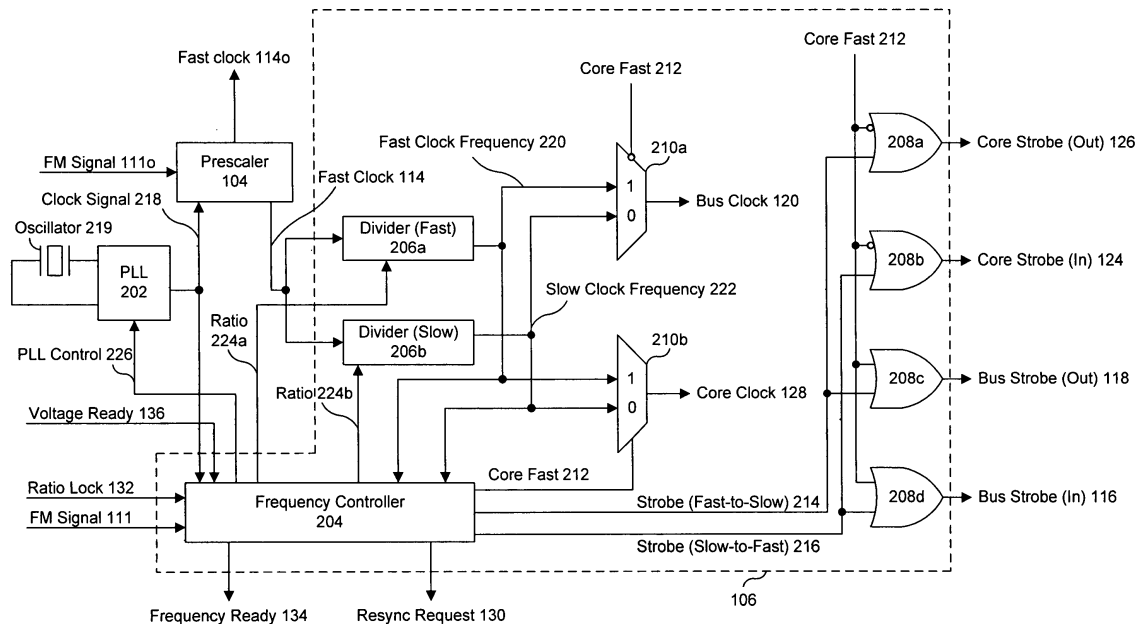 Core Fast 212
Fast clock 114o
Core Fast 212
Fast Clock Frequency 220
210a
208a
Core Strobe (Out) 126
FM Signal 111o
Prescaler
104
Fast Clock 114
1
0
Bus Clock 120
Clock Signal 218
Oscillator 219
Divider (Fast)
206a
PLL
202
208b
Core Strobe (In) 124
Slow Clock Frequency 222
Ratio
224a
Divider (Slow)
206b
210b
PLL Control 226
208c
Bus Strobe (Out) 118
1
0
Core Clock 128
Ratio 224b
Voltage Ready 136
Core Fast 212
Ratio Lock 132
Frequency Controller
204
Strobe (Fast-to-Slow) 214
208d
Bus Strobe (In) 116
FM Signal 111
Strobe (Slow-to-Fast) 216
106
Frequency Ready 134
Resync Request 130